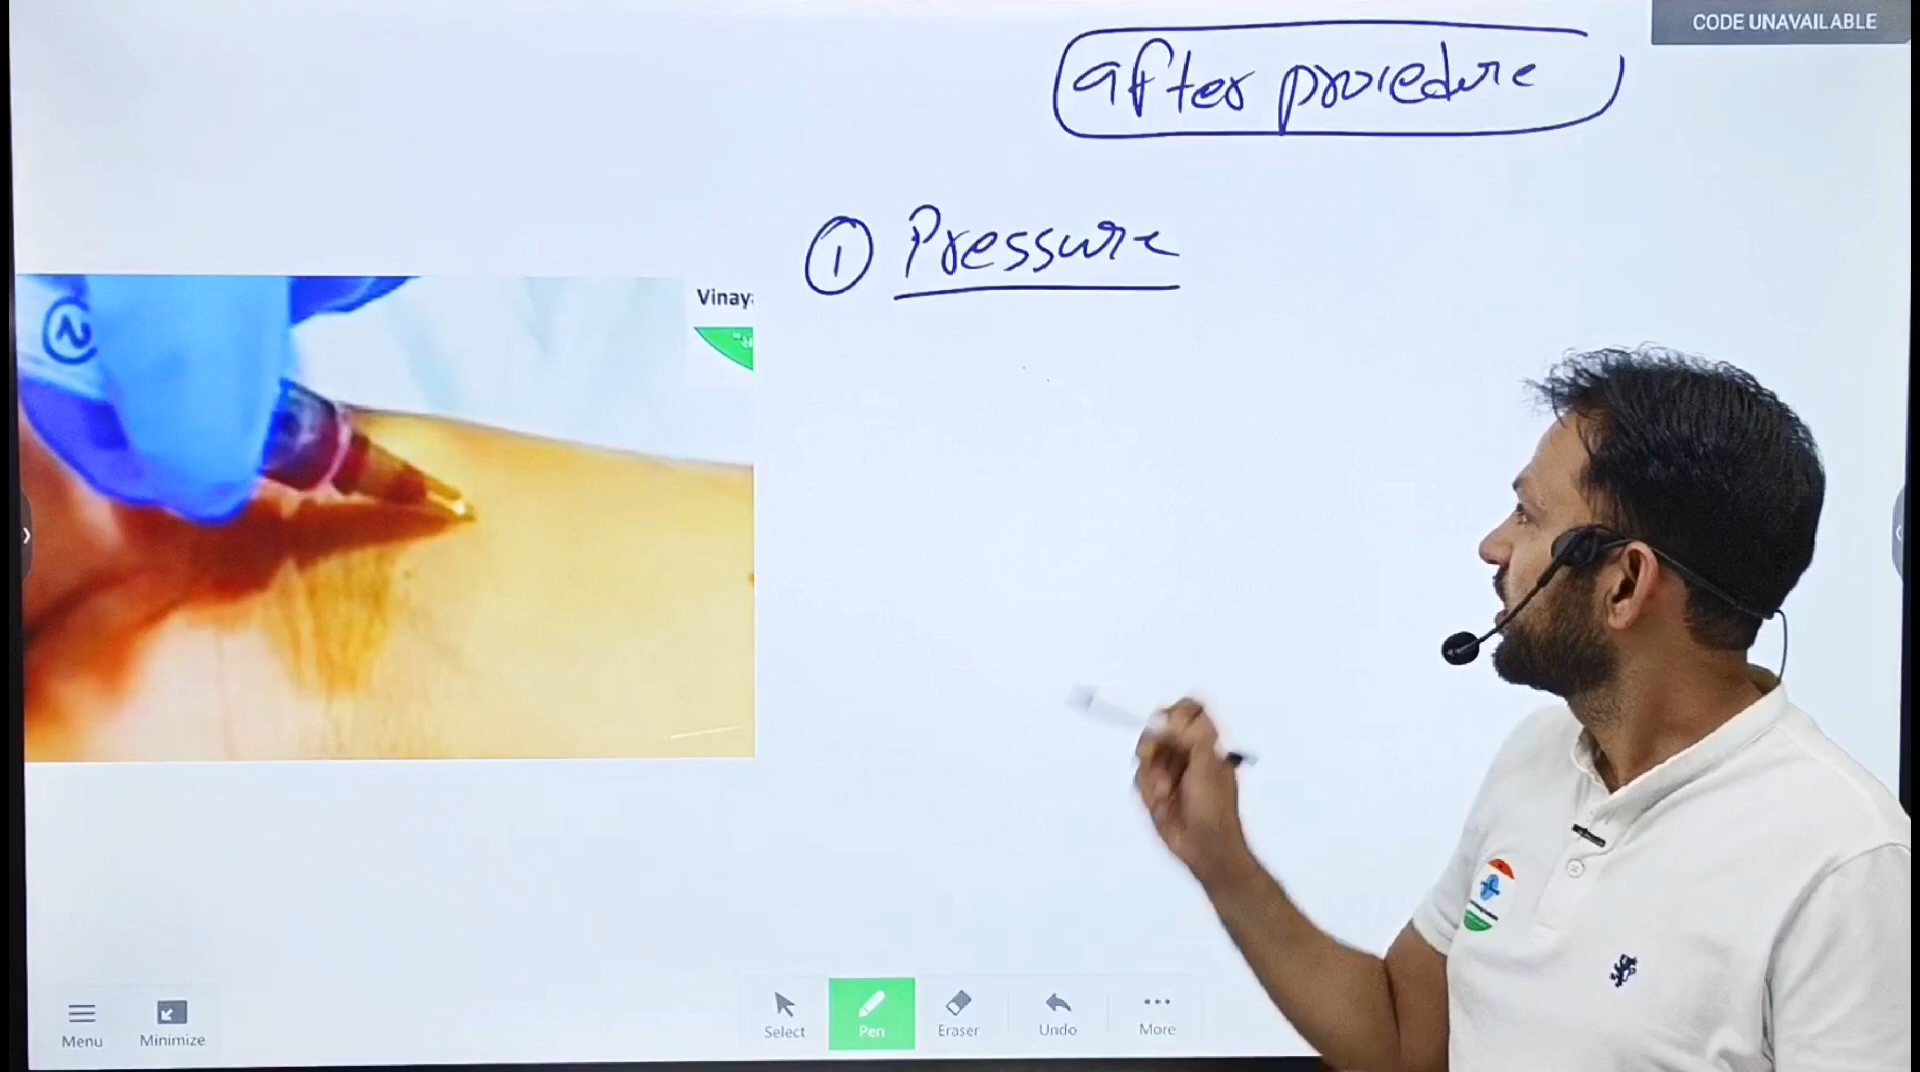 CODE UNAVAILABLE
after procedure
① Pressure
Vinay
Menu
Minimize
Select
Pen
Eraser
Undo
More